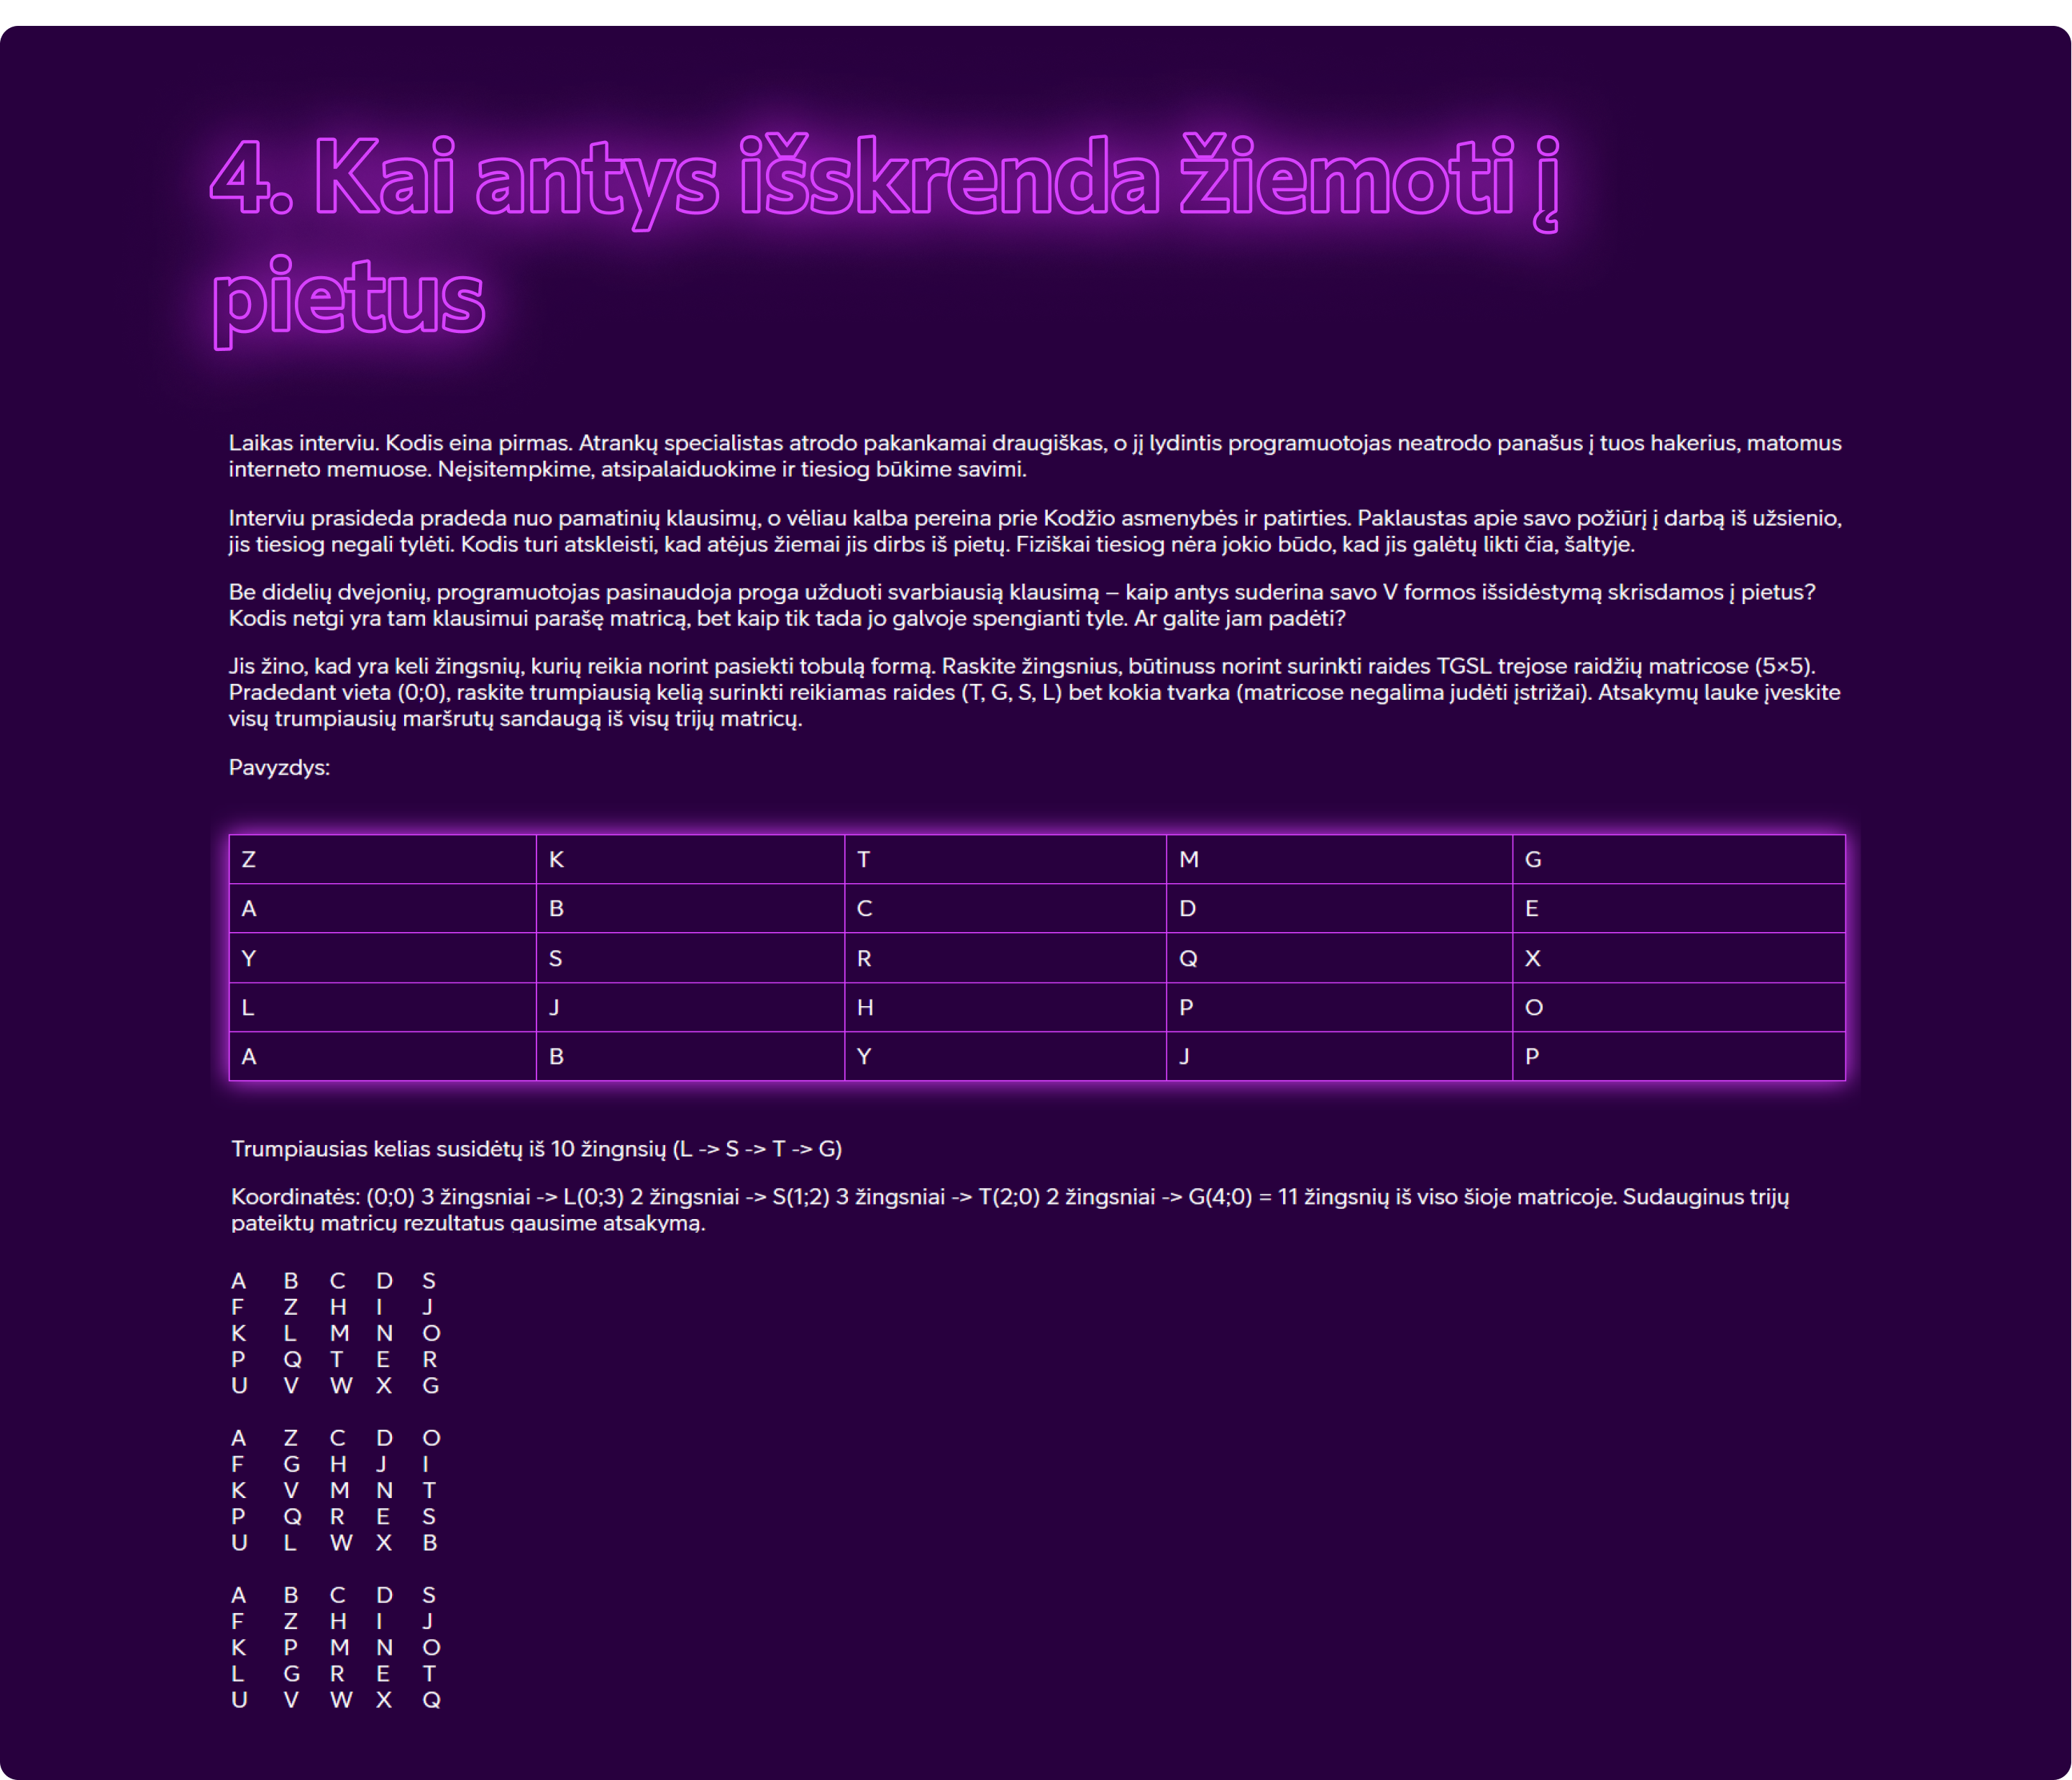 4. Kai antys išskrenda žiemoti į
pietus
Laikas interviu. Kodis eina pirmas. Atrankų specialistas atrodo pakankamai draugiškas, o jį lydintis programuotojas neatrodo panašus į tuos hakerius, matomus
interneto memuose. Neįsitempkime, atsipalaiduokime ir tiesiog būkime savimi.
Interviu prasideda pradeda nuo pamatinių klausimų, o vėliau kalba pereina prie Kodžio asmenybės ir patirties. Paklaustas apie savo požiūrį į darbą iš užsienio,
jis tiesiog negali tylėti. Kodis turi atskleisti, kad atėjus žiemai jis dirbs iš pietų. Fiziškai tiesiog nėra jokio būdo, kad jis galėtų likti čia, šaltyje.
Be didelių dvejonių, programuotojas pasinaudoja proga užduoti svarbiausią klausimą – kaip antys suderina savo V formos išsidėstymą skrisdamos į pietus?
Kodis netgi yra tam klausimui parašę matricą, bet kaip tik tada jo galvoje spengianti tyle. Ar galite jam padėti?
Jis žino, kad yra keli žingsnių, kurių reikia norint pasiekti tobulą formą. Raskite žingsnius, būtinuss norint surinkti raides TGSL trejose raidžių matricose (5×5).
Pradedant vieta (0;0), raskite trumpiausią kelią surinkti reikiamas raides (T, G, S, L) bet kokia tvarka (matricose negalima judėti įstrižai). Atsakymų lauke įveskite
visų trumpiausių maršrutų sandaugą iš visų trijų matricų.
Pavyzdys:
Z K T M G
A B C D E
Y S R Q X
L J H P O
A B Y J P
Trumpiausias kelias susidėtų iš 10 žingnsių (L -> S -> T -> G)
Koordinatės: (0;0) 3 žingsniai -> L(0;3) 2 žingsniai -> S(1;2) 3 žingsniai -> T(2;0) 2 žingsniai -> G(4;0) = 11 žingsnių iš viso šioje matricoje. Sudauginus trijų
pateiktų matricų rezultatus gausime atsakymą.
A B C D S
F Z H I J
K L M N O
P Q T E R
U V W X G
A Z C D O
F G H J I
K V M N T
P Q R E S
U L W X B
A B C D S
F Z H I J
K P M N O
L G R E T
U V W X Q